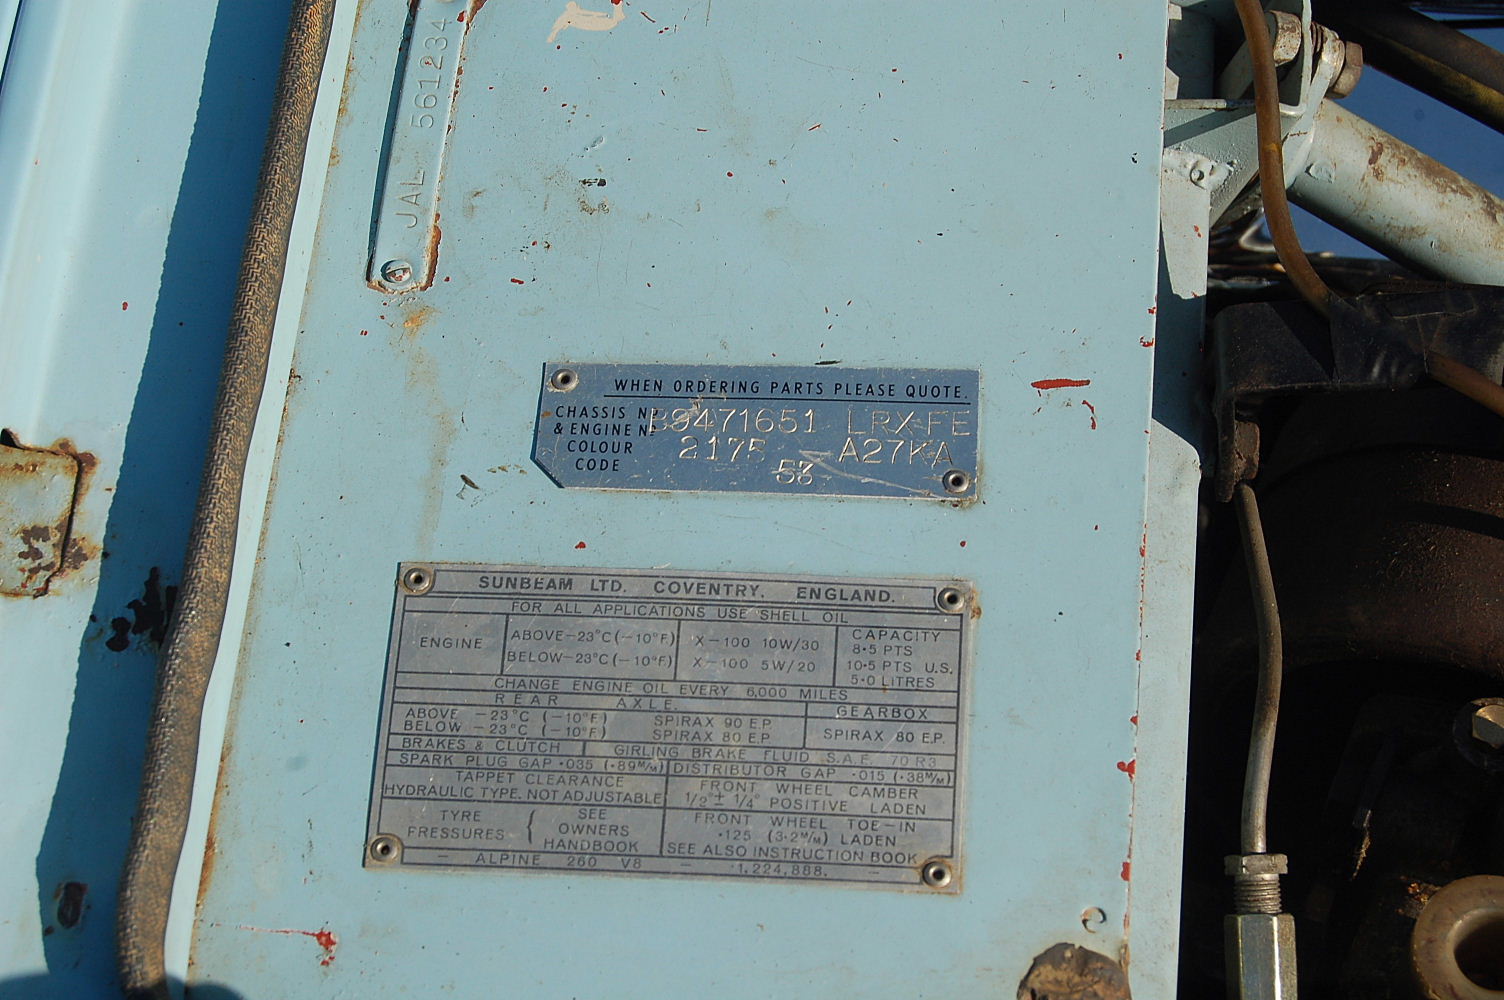 JAL 561234
WHEN ORDERING PARTS PLEASE QUOTE.
CHASSIS Nº B9471651 LRX FE
& ENGINE Nº
COLOUR 2175 A27KA
CODE 53
SUNBEAM LTD. COVENTRY. ENGLAND.
FOR ALL APPLICATIONS USE SHELL OIL
ENGINE
ABOVE -23°C (-10°F) X-100 10W/30
BELOW -23°C (-10°F) X-100 5W/20
CAPACITY
8·5 PTS
10·5 PTS U.S.
5·0 LITRES
CHANGE ENGINE OIL EVERY 6,000 MILES
REAR AXLE.
ABOVE -23°C (-10°F) SPIRAX 90 E.P.
BELOW -23°C (-10°F) SPIRAX 80 E.P.
GEARBOX
SPIRAX 80 E.P.
BRAKES & CLUTCH GIRLING BRAKE FLUID S.A.E. 70 R3
SPARK PLUG GAP ·035 (·89M/M) DISTRIBUTOR GAP ·015 (·38M/M)
TAPPET CLEARANCE
HYDRAULIC TYPE. NOT ADJUSTABLE
FRONT WHEEL CAMBER
1/2° ± 1/4° POSITIVE LADEN
TYRE PRESSURES { SEE
OWNERS
HANDBOOK
FRONT WHEEL TOE-IN
·125 (3·2M/M) LADEN
SEE ALSO INSTRUCTION BOOK
- ALPINE 260 V8 - 1,224,888. -